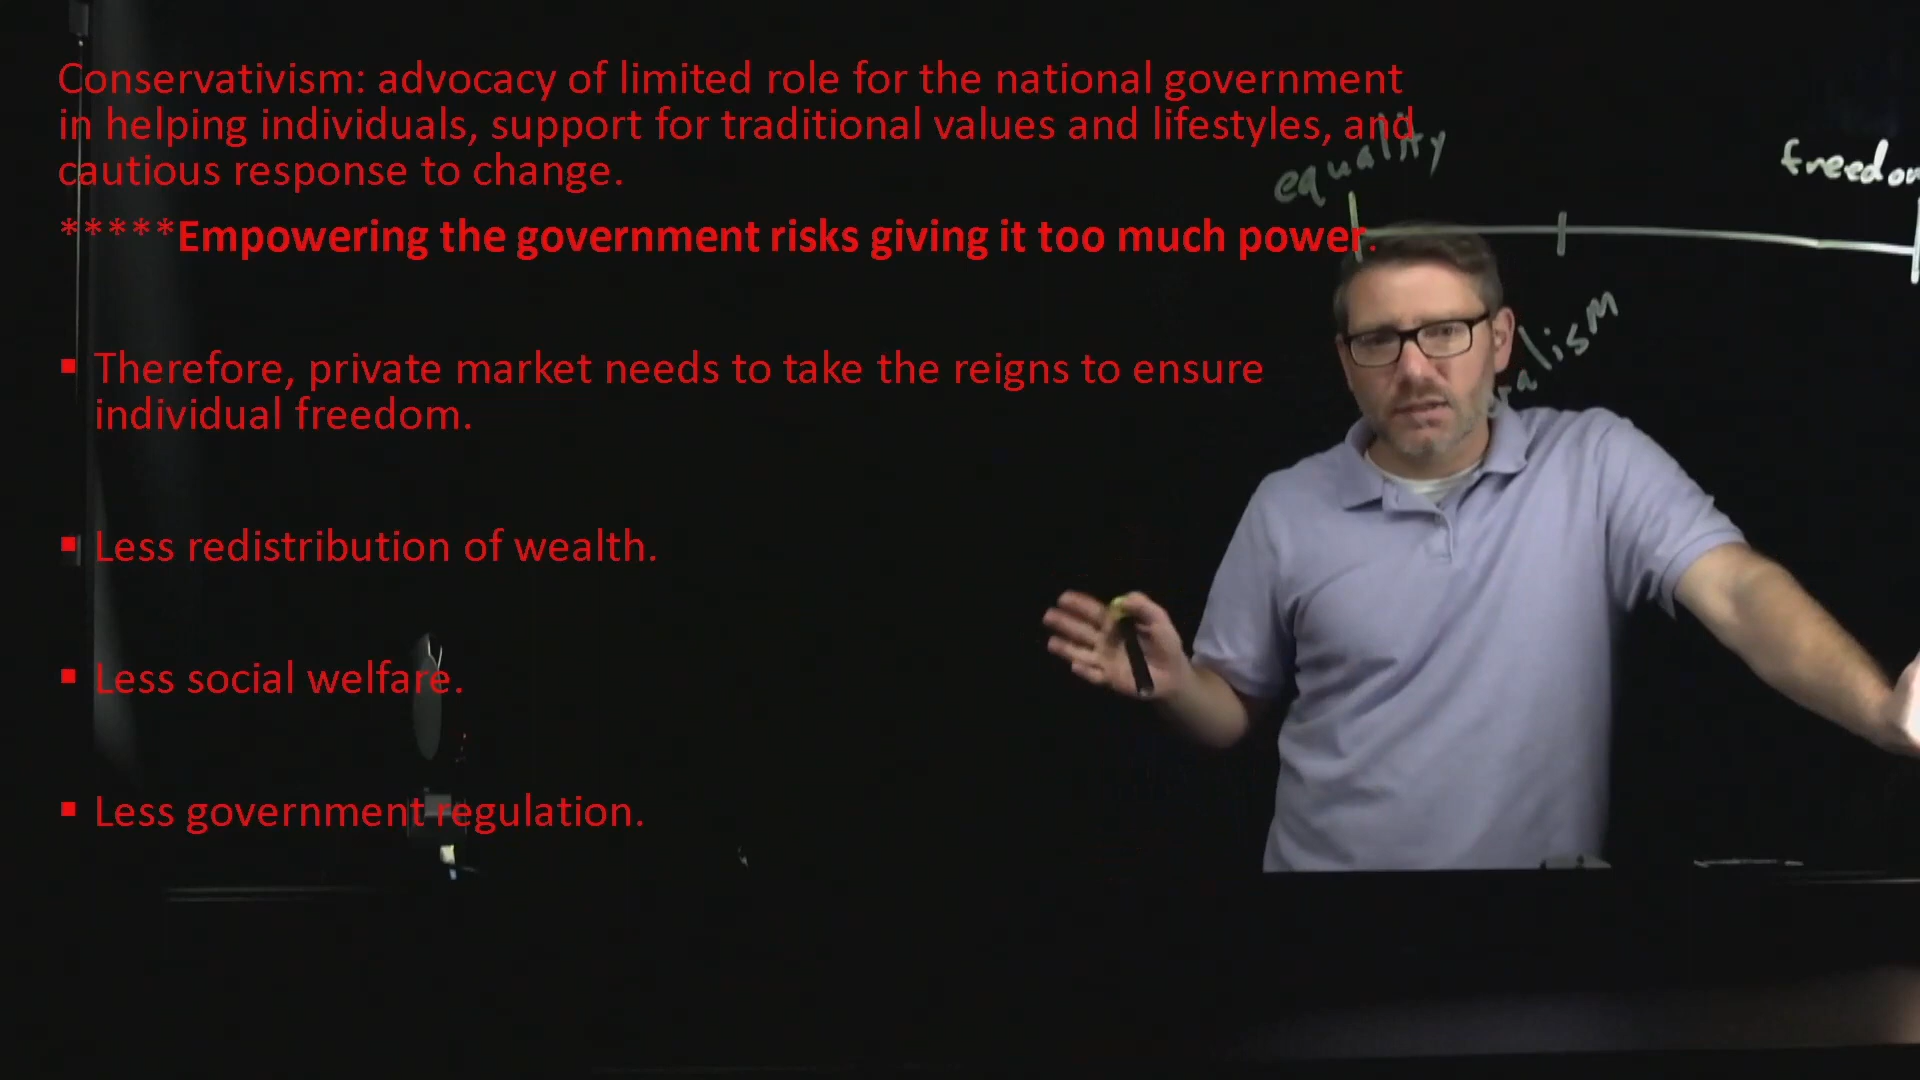 Conservativism: advocacy of limited role for the national government
in helping individuals, support for traditional values and lifestyles, and
cautious response to change.
*****Empowering the government risks giving it too much power.
▪ Therefore, private market needs to take the reigns to ensure
individual freedom.
▪ Less redistribution of wealth.
▪ Less social welfare.
▪ Less government regulation.
equality
freedo